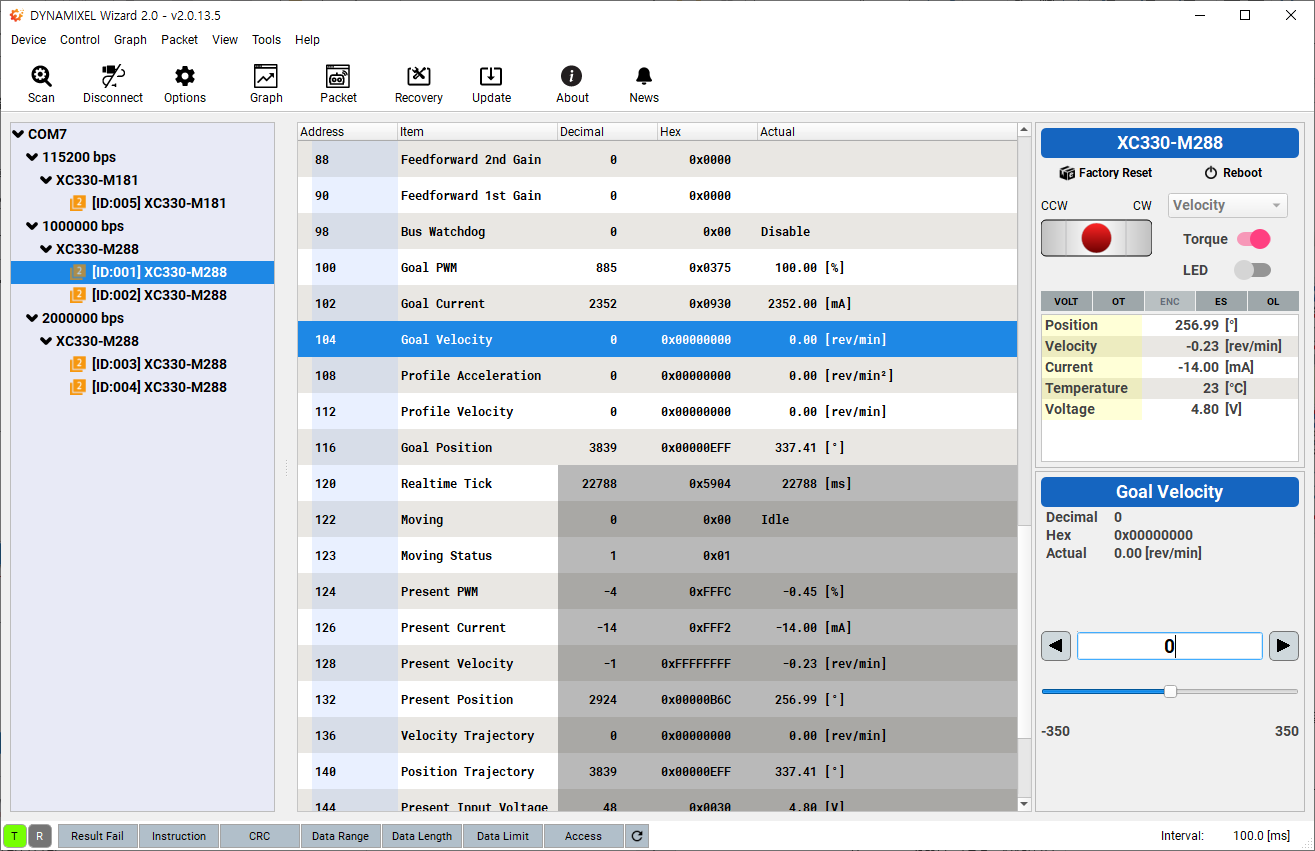 DYNAMIXEL Wizard 2.0 - v2.0.13.5
Device Control Graph Packet View Tools Help
Scan Disconnect Options Graph Packet Recovery Update About News
COM7
115200 bps
XC330-M181
2 [ID:005] XC330-M181
1000000 bps
XC330-M288
2 [ID:001] XC330-M288
2 [ID:002] XC330-M288
2000000 bps
XC330-M288
2 [ID:003] XC330-M288
2 [ID:004] XC330-M288
Address Item Decimal Hex Actual
88 Feedforward 2nd Gain 0 0x0000
90 Feedforward 1st Gain 0 0x0000
98 Bus Watchdog 0 0x00 Disable
100 Goal PWM 885 0x0375 100.00 [%]
102 Goal Current 2352 0x0930 2352.00 [mA]
104 Goal Velocity 0 0x00000000 0.00 [rev/min]
108 Profile Acceleration 0 0x00000000 0.00 [rev/min²]
112 Profile Velocity 0 0x00000000 0.00 [rev/min]
116 Goal Position 3839 0x00000EFF 337.41 [°]
120 Realtime Tick 22788 0x5904 22788 [ms]
122 Moving 0 0x00 Idle
123 Moving Status 1 0x01
124 Present PWM -4 0xFFFC -0.45 [%]
126 Present Current -14 0xFFF2 -14.00 [mA]
128 Present Velocity -1 0xFFFFFFFF -0.23 [rev/min]
132 Present Position 2924 0x00000B6C 256.99 [°]
136 Velocity Trajectory 0 0x00000000 0.00 [rev/min]
140 Position Trajectory 3839 0x00000EFF 337.41 [°]
144 Present Input Voltage 48 0x0030 4.80 [V]
XC330-M288
Factory Reset Reboot
CCW CW Velocity
Torque
LED
VOLT OT ENC ES OL
Position 256.99 [°]
Velocity -0.23 [rev/min]
Current -14.00 [mA]
Temperature 23 [°C]
Voltage 4.80 [V]
Goal Velocity
Decimal 0
Hex 0x00000000
Actual 0.00 [rev/min]
0
-350 350
T R Result Fail Instruction CRC Data Range Data Length Data Limit Access Interval: 100.0 [ms]